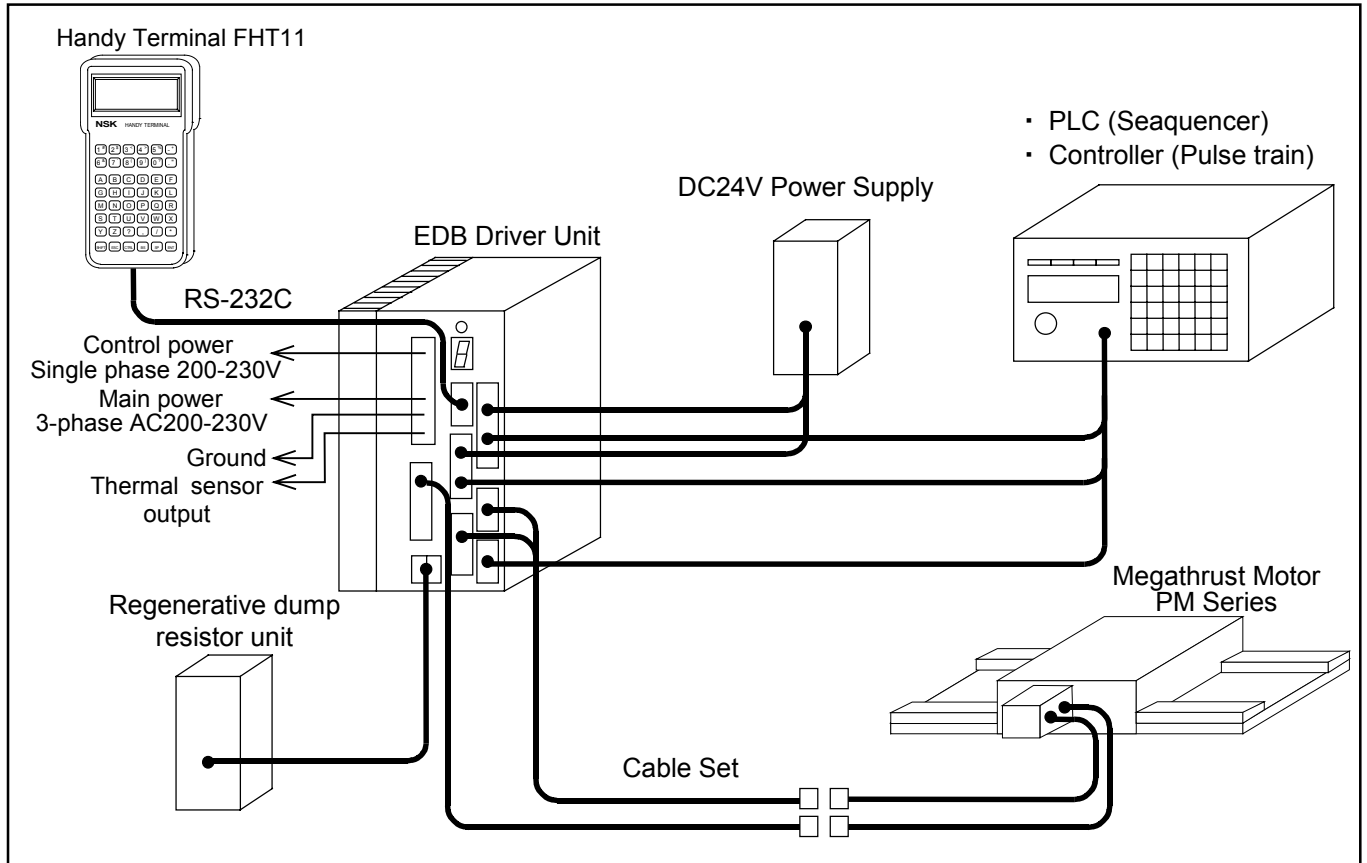 Handy Terminal FHT11
NSK HANDY TERMINAL
A B C D E F
G H I J K L
M N O P Q R
S T U V W X
・ PLC (Seaquencer)
・ Controller (Pulse train)
DC24V Power Supply
EDB Driver Unit
RS-232C
Control power
Single phase 200-230V
Main power
3-phase AC200-230V
Ground
Thermal sensor
output
Regenerative dump
resistor unit
Megathrust Motor
PM Series
Cable Set